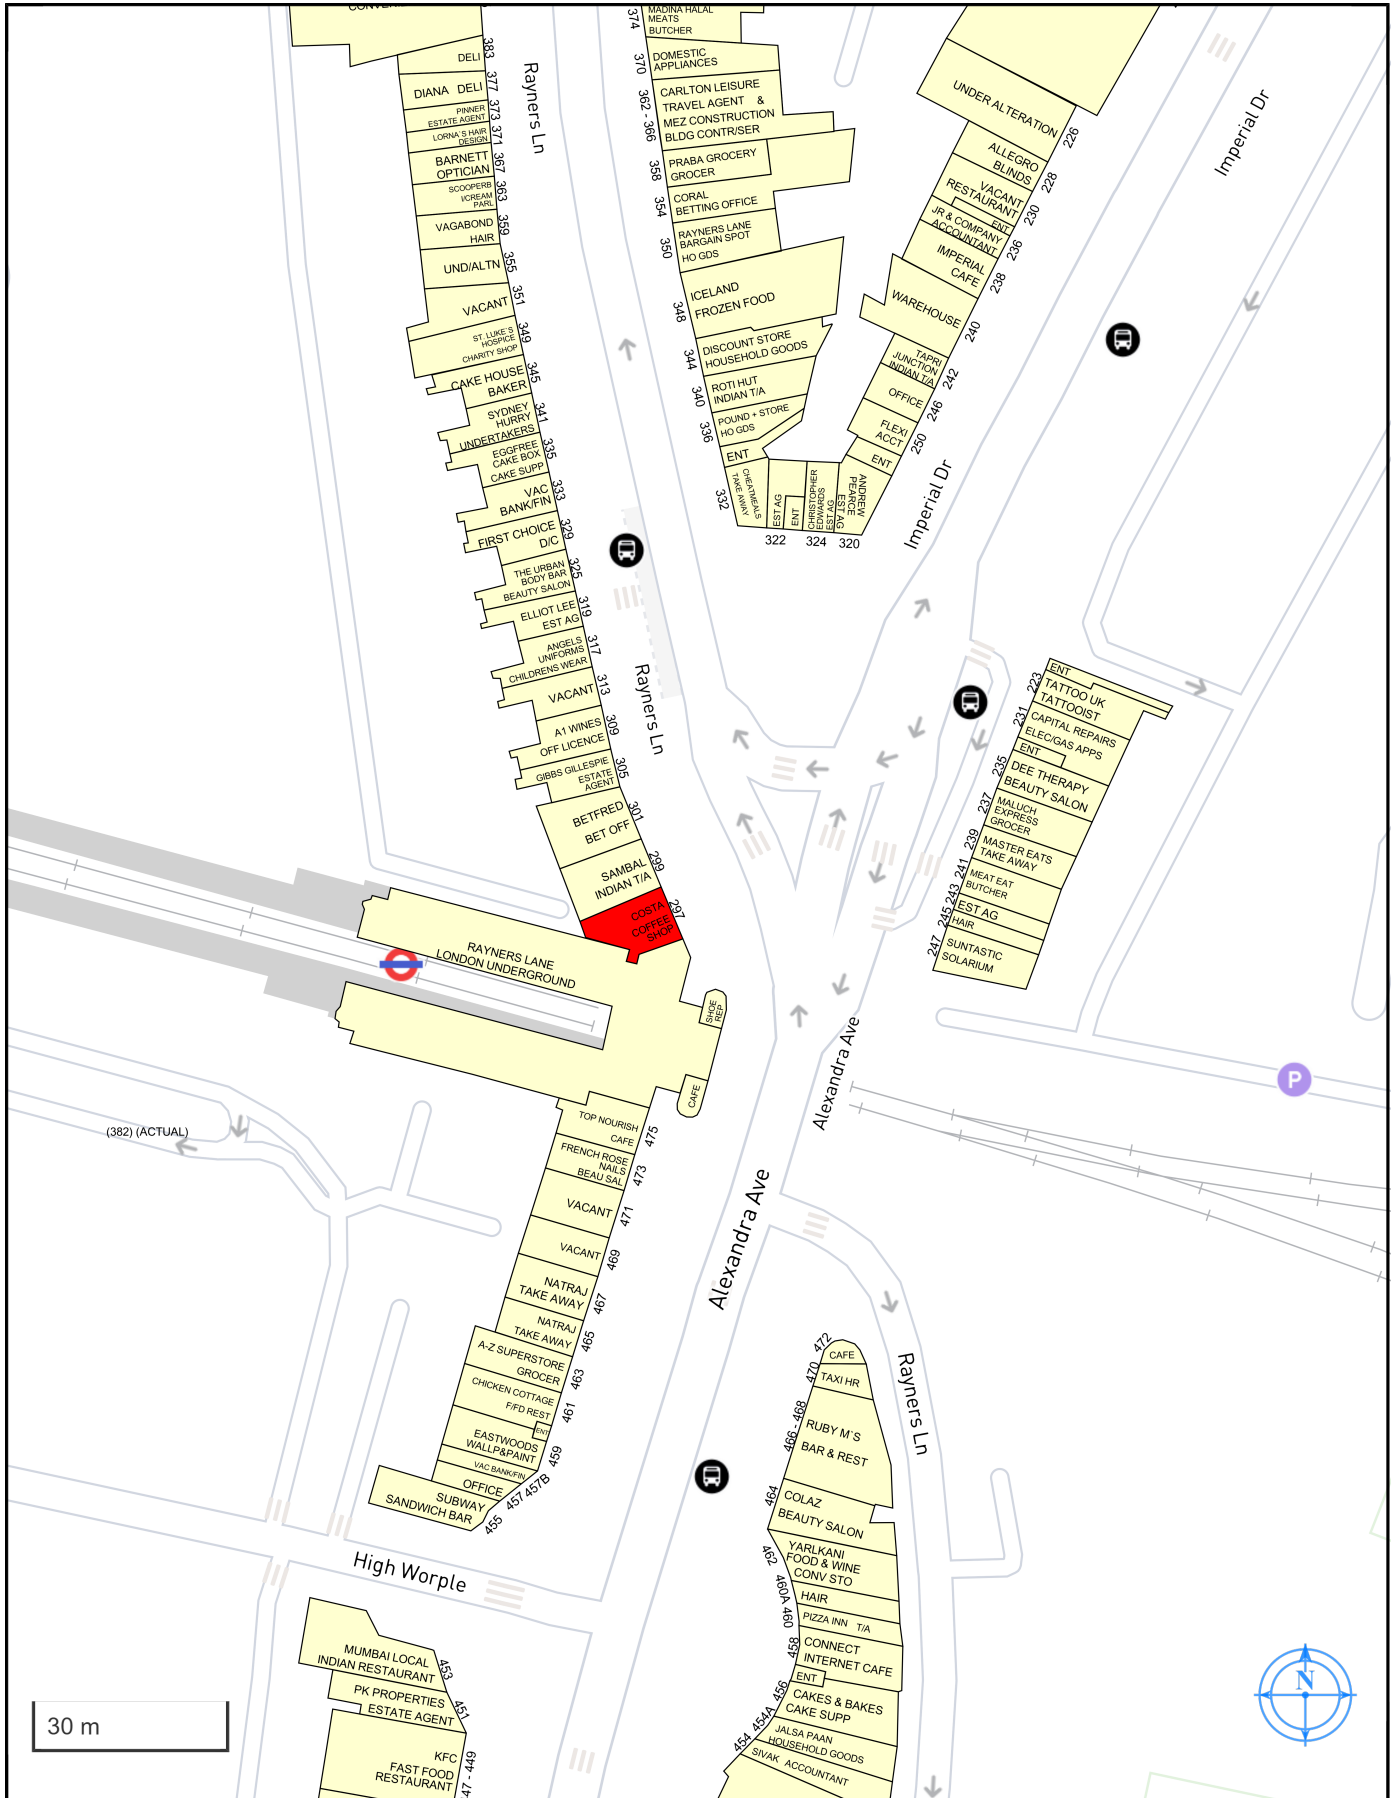 383
DELI
377
DIANA DELI
373
PINNER
ESTATE AGENT
371
LORNA`S HAIR
DESIGN
367
BARNETT
OPTICIAN
363
SCOOPERB
I/CREAM
PARL
359
VAGABOND
HAIR
355
UND/ALTN
351
VACANT
349
ST. LUKE`S
HOSPICE
CHARITY SHOP
345
CAKE HOUSE
BAKER
341
SYDNEY
HURRY
UNDERTAKERS
335
EGGFREE
CAKE BOX
CAKE SUPP
333
VAC
BANK/FIN
329
FIRST CHOICE
D/C
325
THE URBAN
BODY BAR
BEAUTY SALON
319
ELLIOT LEE
EST AG
317
ANGELS
UNIFORMS
CHILDRENS WEAR
313
VACANT
309
A1 WINES
OFF LICENCE
305
GIBBS GILLESPIE
ESTATE
AGENT
301
BETFRED
BET OFF
299
SAMBAL
INDIAN T/A
297
COSTA
COFFEE
SHOP
Rayners Ln
Rayners Ln
374
MADINA HALAL
MEATS
BUTCHER
370
DOMESTIC
APPLIANCES
362 - 366
CARLTON LEISURE
TRAVEL AGENT &
MEZ CONSTRUCTION
BLDG CONTR/SER
358
PRABA GROCERY
GROCER
354
CORAL
BETTING OFFICE
350
RAYNERS LANE
BARGAIN SPOT
HO GDS
348
ICELAND
FROZEN FOOD
344
DISCOUNT STORE
HOUSEHOLD GOODS
340
ROTI HUT
INDIAN T/A
336
POUND + STORE
HO GDS
ENT
332
CHEATMEALS
TAKE AWAY
EST AG
322
ENT
CHRISTOPHER
EDWARDS
EST AG
324
ANDREW
PEARCE
EST AG
320
UNDER ALTERATION
226
ALLEGRO
BLINDS
228
VACANT
RESTAURANT
230
ENT
JR & COMPANY
ACCOUNTANT
236
IMPERIAL
CAFE
238
WAREHOUSE
240
TAPRI
JUNCTION
INDIAN T/A
242
OFFICE
246
FLEXI
ACCT
250
ENT
Imperial Dr
Imperial Dr
ENT
223
TATTOO UK
TATTOOIST
231
CAPITAL REPAIRS
ELEC/GAS APPS
ENT
235
DEE THERAPY
BEAUTY SALON
237
MALUCH
EXPRESS
GROCER
239
MASTER EATS
TAKE AWAY
241
MEAT EAT
BUTCHER
243
EST AG
245
HAIR
247
SUNTASTIC
SOLARIUM
RAYNERS LANE
LONDON UNDERGROUND
SHOE
REP
CAFE
Alexandra Ave
Alexandra Ave
P
(382) (ACTUAL)
TOP NOURISH
CAFE
475
FRENCH ROSE
NAILS
BEAU SAL
473
VACANT
471
VACANT
469
NATRAJ
TAKE AWAY
467
NATRAJ
TAKE AWAY
465
A-Z SUPERSTORE
GROCER
463
CHICKEN COTTAGE
F/FD REST
461
ENT
EASTWOODS
WALLP&PAINT
459
VAC BANK/FIN
457B
OFFICE
457
SUBWAY
SANDWICH BAR
455
High Worple
MUMBAI LOCAL
INDIAN RESTAURANT
453
PK PROPERTIES
ESTATE AGENT
451
KFC
FAST FOOD
RESTAURANT
47 - 449
472
CAFE
470
TAXI HR
466 - 468
RUBY M`S
BAR & REST
464
COLAZ
BEAUTY SALON
462
YARLKANI
FOOD & WINE
CONV STO
460A
HAIR
460
PIZZA INN T/A
458
CONNECT
INTERNET CAFE
ENT
456
CAKES & BAKES
CAKE SUPP
454A
JALSA PAAN
HOUSEHOLD GOODS
454
SIVAK ACCOUNTANT
Rayners Ln
30 m
N